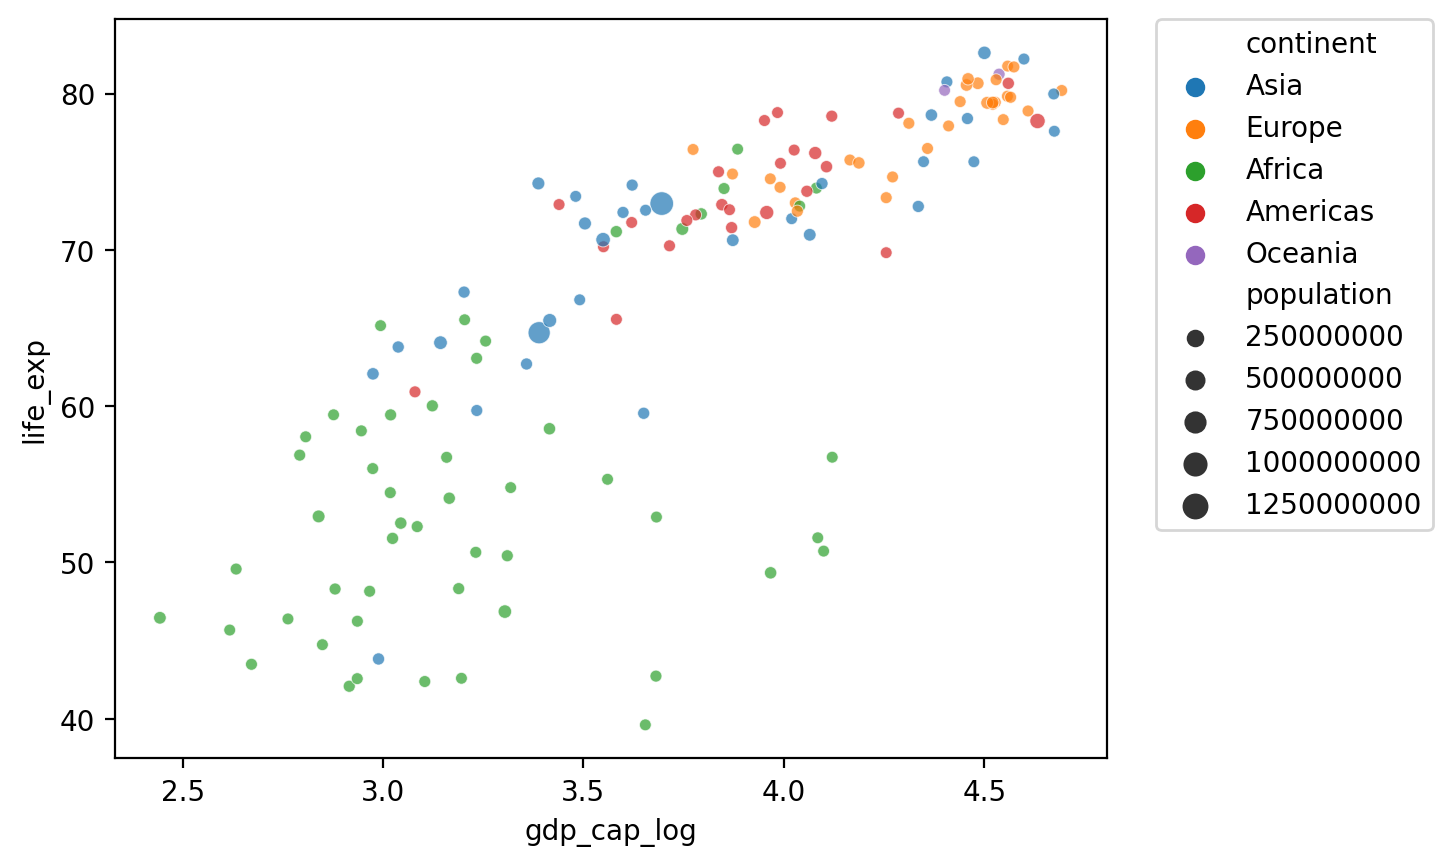 80
70
60
50
40
life_exp
2.5
3.0
3.5
4.0
4.5
gdp_cap_log
continent
Asia
Europe
Africa
Americas
Oceania
population
250000000
500000000
750000000
1000000000
1250000000